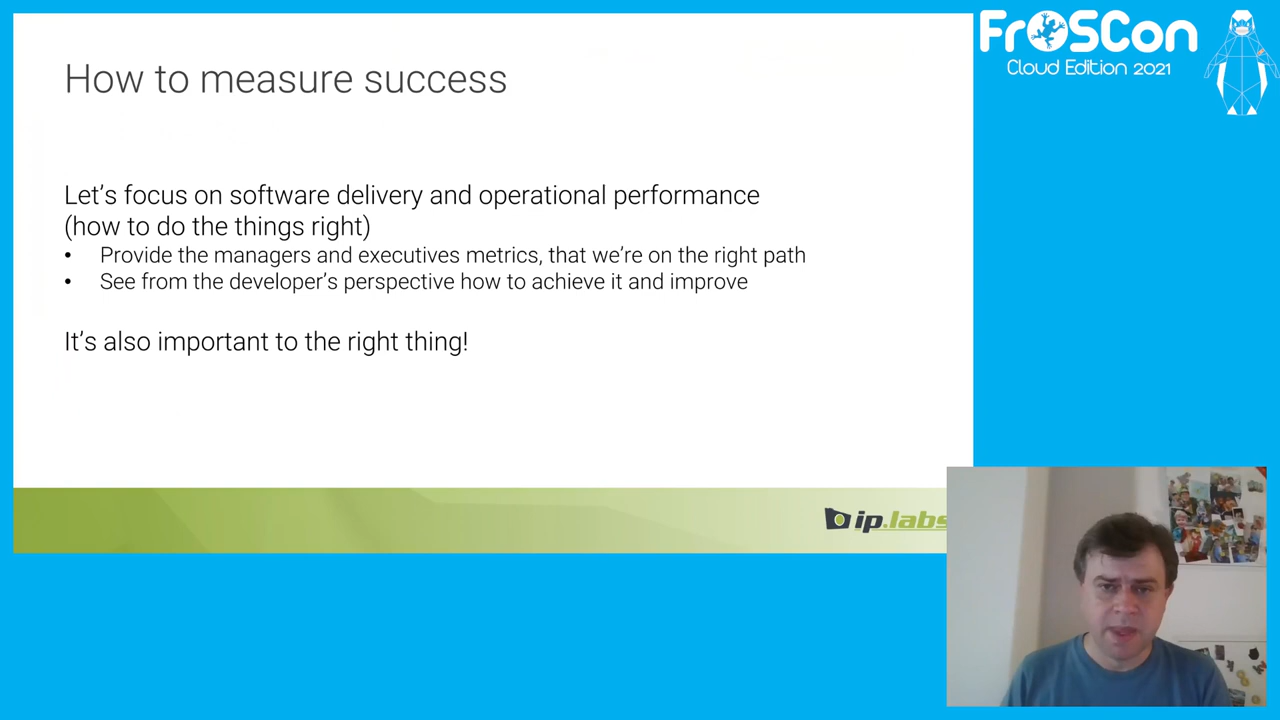 How to measure success
Let's focus on software delivery and operational performance
(how to do the things right)
• Provide the managers and executives metrics, that we're on the right path
• See from the developer's perspective how to achieve it and improve
It's also important to the right thing!
ip.labs
FrOSCon
Cloud Edition 2021